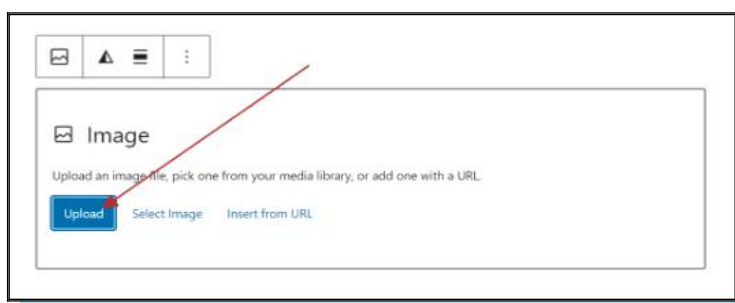 Image
Upload an image file, pick one from your media library, or add one with a URL.
Upload Select Image Insert from URL